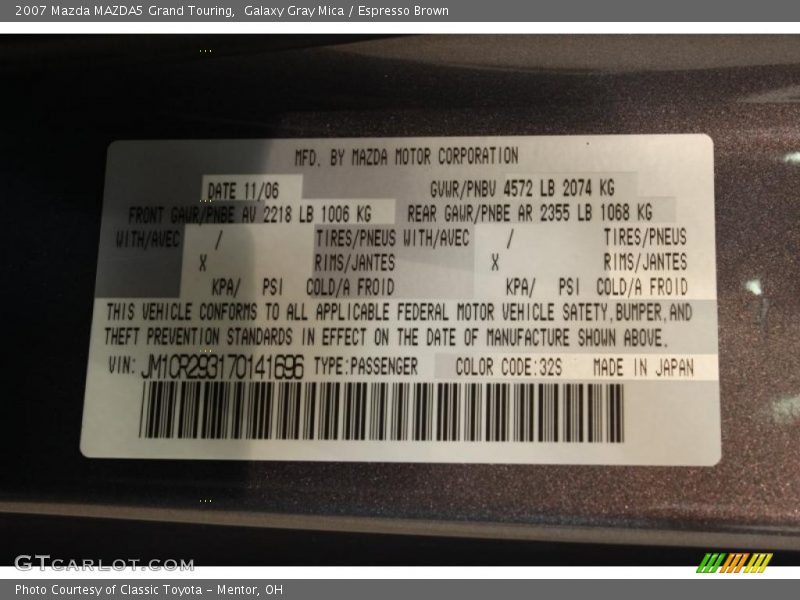 2007 Mazda MAZDA5 Grand Touring,  Galaxy Gray Mica / Espresso Brown
MFD. BY MAZDA MOTOR CORPORATION
DATE 11/06 GVWR/PNBV 4572 LB 2074 KG
FRONT GAWR/PNBE AV 2218 LB 1006 KG REAR GAWR/PNBE AR 2355 LB 1068 KG
WITH/AVEC / TIRES/PNEUS WITH/AVEC / TIRES/PNEUS
X RIMS/JANTES X RIMS/JANTES
KPA/ PSI COLD/A FROID KPA/ PSI COLD/A FROID
THIS VEHICLE CONFORMS TO ALL APPLICABLE FEDERAL MOTOR VEHICLE SAFETY,BUMPER,AND
THEFT PREVENTION STANDARDS IN EFFECT ON THE DATE OF MANUFACTURE SHOWN ABOVE.
VIN: JM1CR293170141696 TYPE:PASSENGER COLOR CODE:32S MADE IN JAPAN
GTCARLOT.COM
Photo Courtesy of Classic Toyota - Mentor, OH